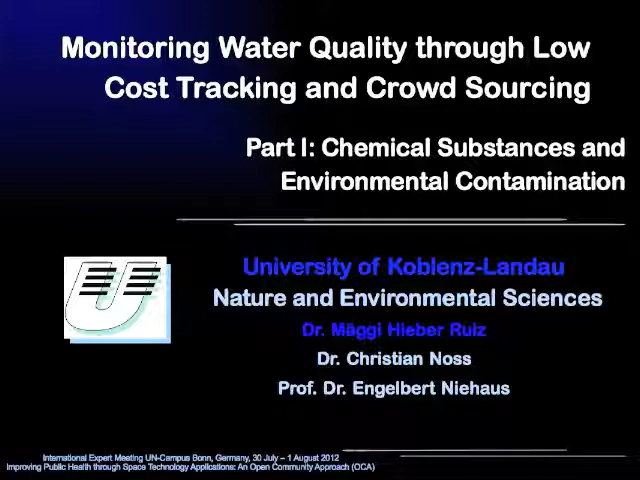 Monitoring Water Quality through Low
Cost Tracking and Crowd Sourcing
Part I: Chemical Substances and
Environmental Contamination
University of Koblenz-Landau
Nature and Environmental Sciences
Dr. Mäggi Hieber Ruiz
Dr. Christian Noss
Prof. Dr. Engelbert Niehaus
International Expert Meeting UN-Campus Bonn, Germany, 30 July – 1 August 2012
Improving Public Health through Space Technology Applications: An Open Community Approach (OCA)